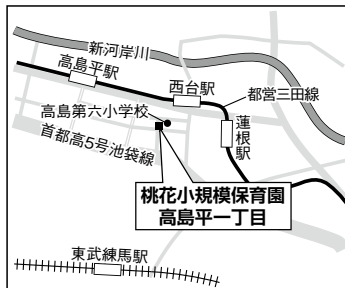 新河岸川
高島平駅
西台駅
都営三田線
高島第六小学校
蓮根駅
首都高5号池袋線
桃花小規模保育園
高島平一丁目
東武練馬駅